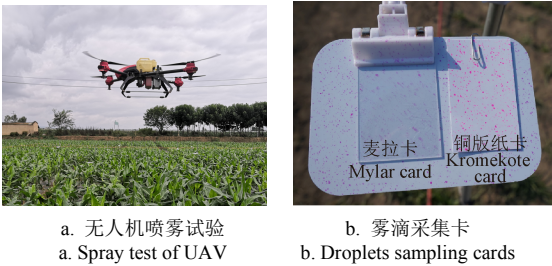 麦拉卡
Mylar card
铜版纸卡
Kromekote
card
a. 无人机喷雾试验
a. Spray test of UAV
b. 雾滴采集卡
b. Droplets sampling cards